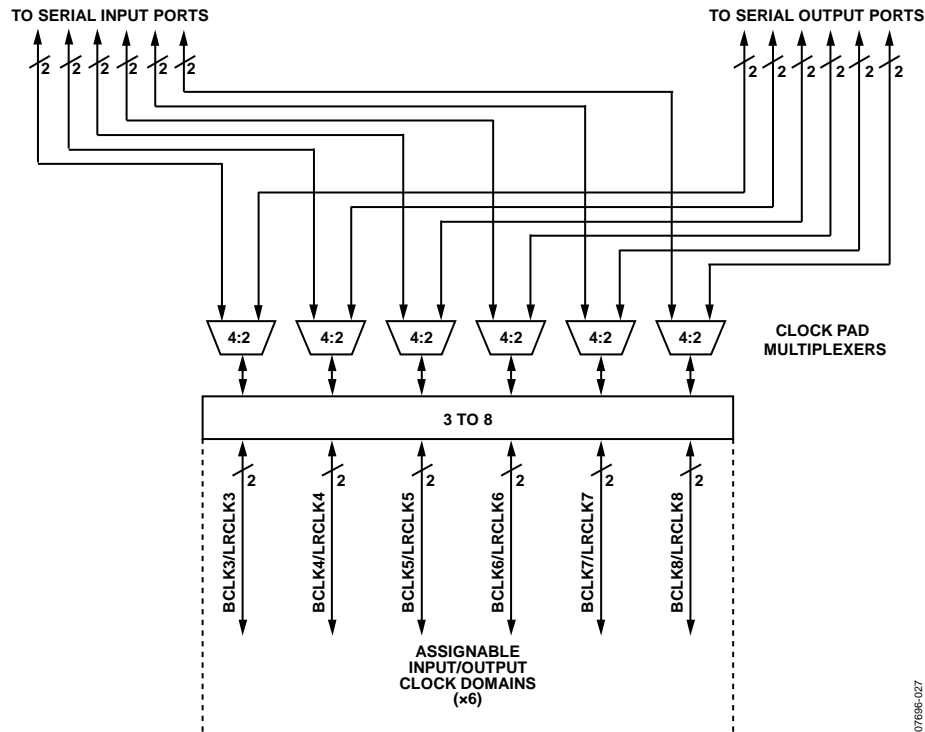 TO SERIAL INPUT PORTS
TO SERIAL OUTPUT PORTS
2 2 2 2 2 2
2 2 2 2 2 2
4:2 4:2 4:2 4:2 4:2 4:2
CLOCK PAD
MULTIPLEXERS
3 TO 8
2 2 2 2 2 2
BCLK3/LRCLK3
BCLK4/LRCLK4
BCLK5/LRCLK5
BCLK6/LRCLK6
BCLK7/LRCLK7
BCLK8/LRCLK8
ASSIGNABLE
INPUT/OUTPUT
CLOCK DOMAINS
(×6)
07696-027